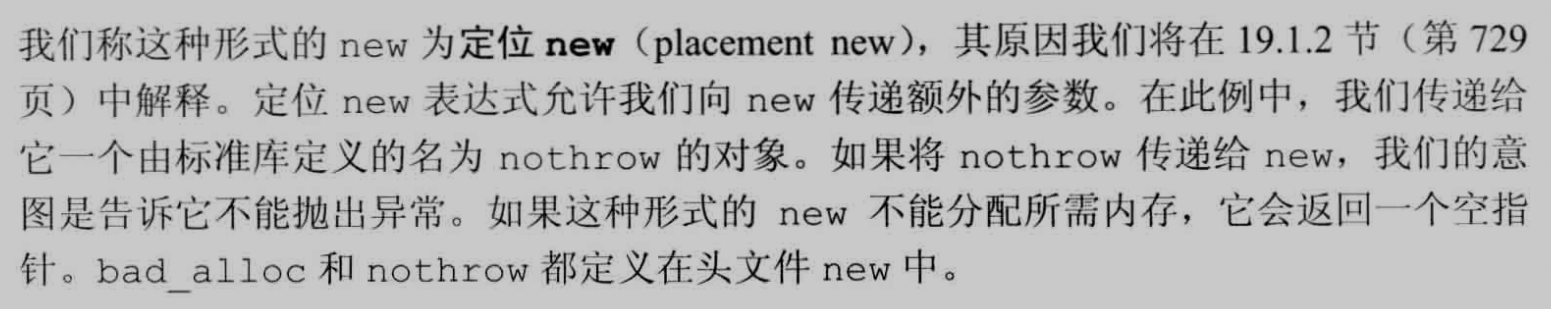 我们称这种形式的 new 为定位 new（placement new），其原因我们将在 19.1.2 节（第 729
页）中解释。定位 new 表达式允许我们向 new 传递额外的参数。在此例中，我们传递给
它一个由标准库定义的名为 nothrow 的对象。如果将 nothrow 传递给 new，我们的意
图是告诉它不能抛出异常。如果这种形式的 new 不能分配所需内存，它会返回一个空指
针。bad_alloc 和 nothrow 都定义在头文件 new 中。